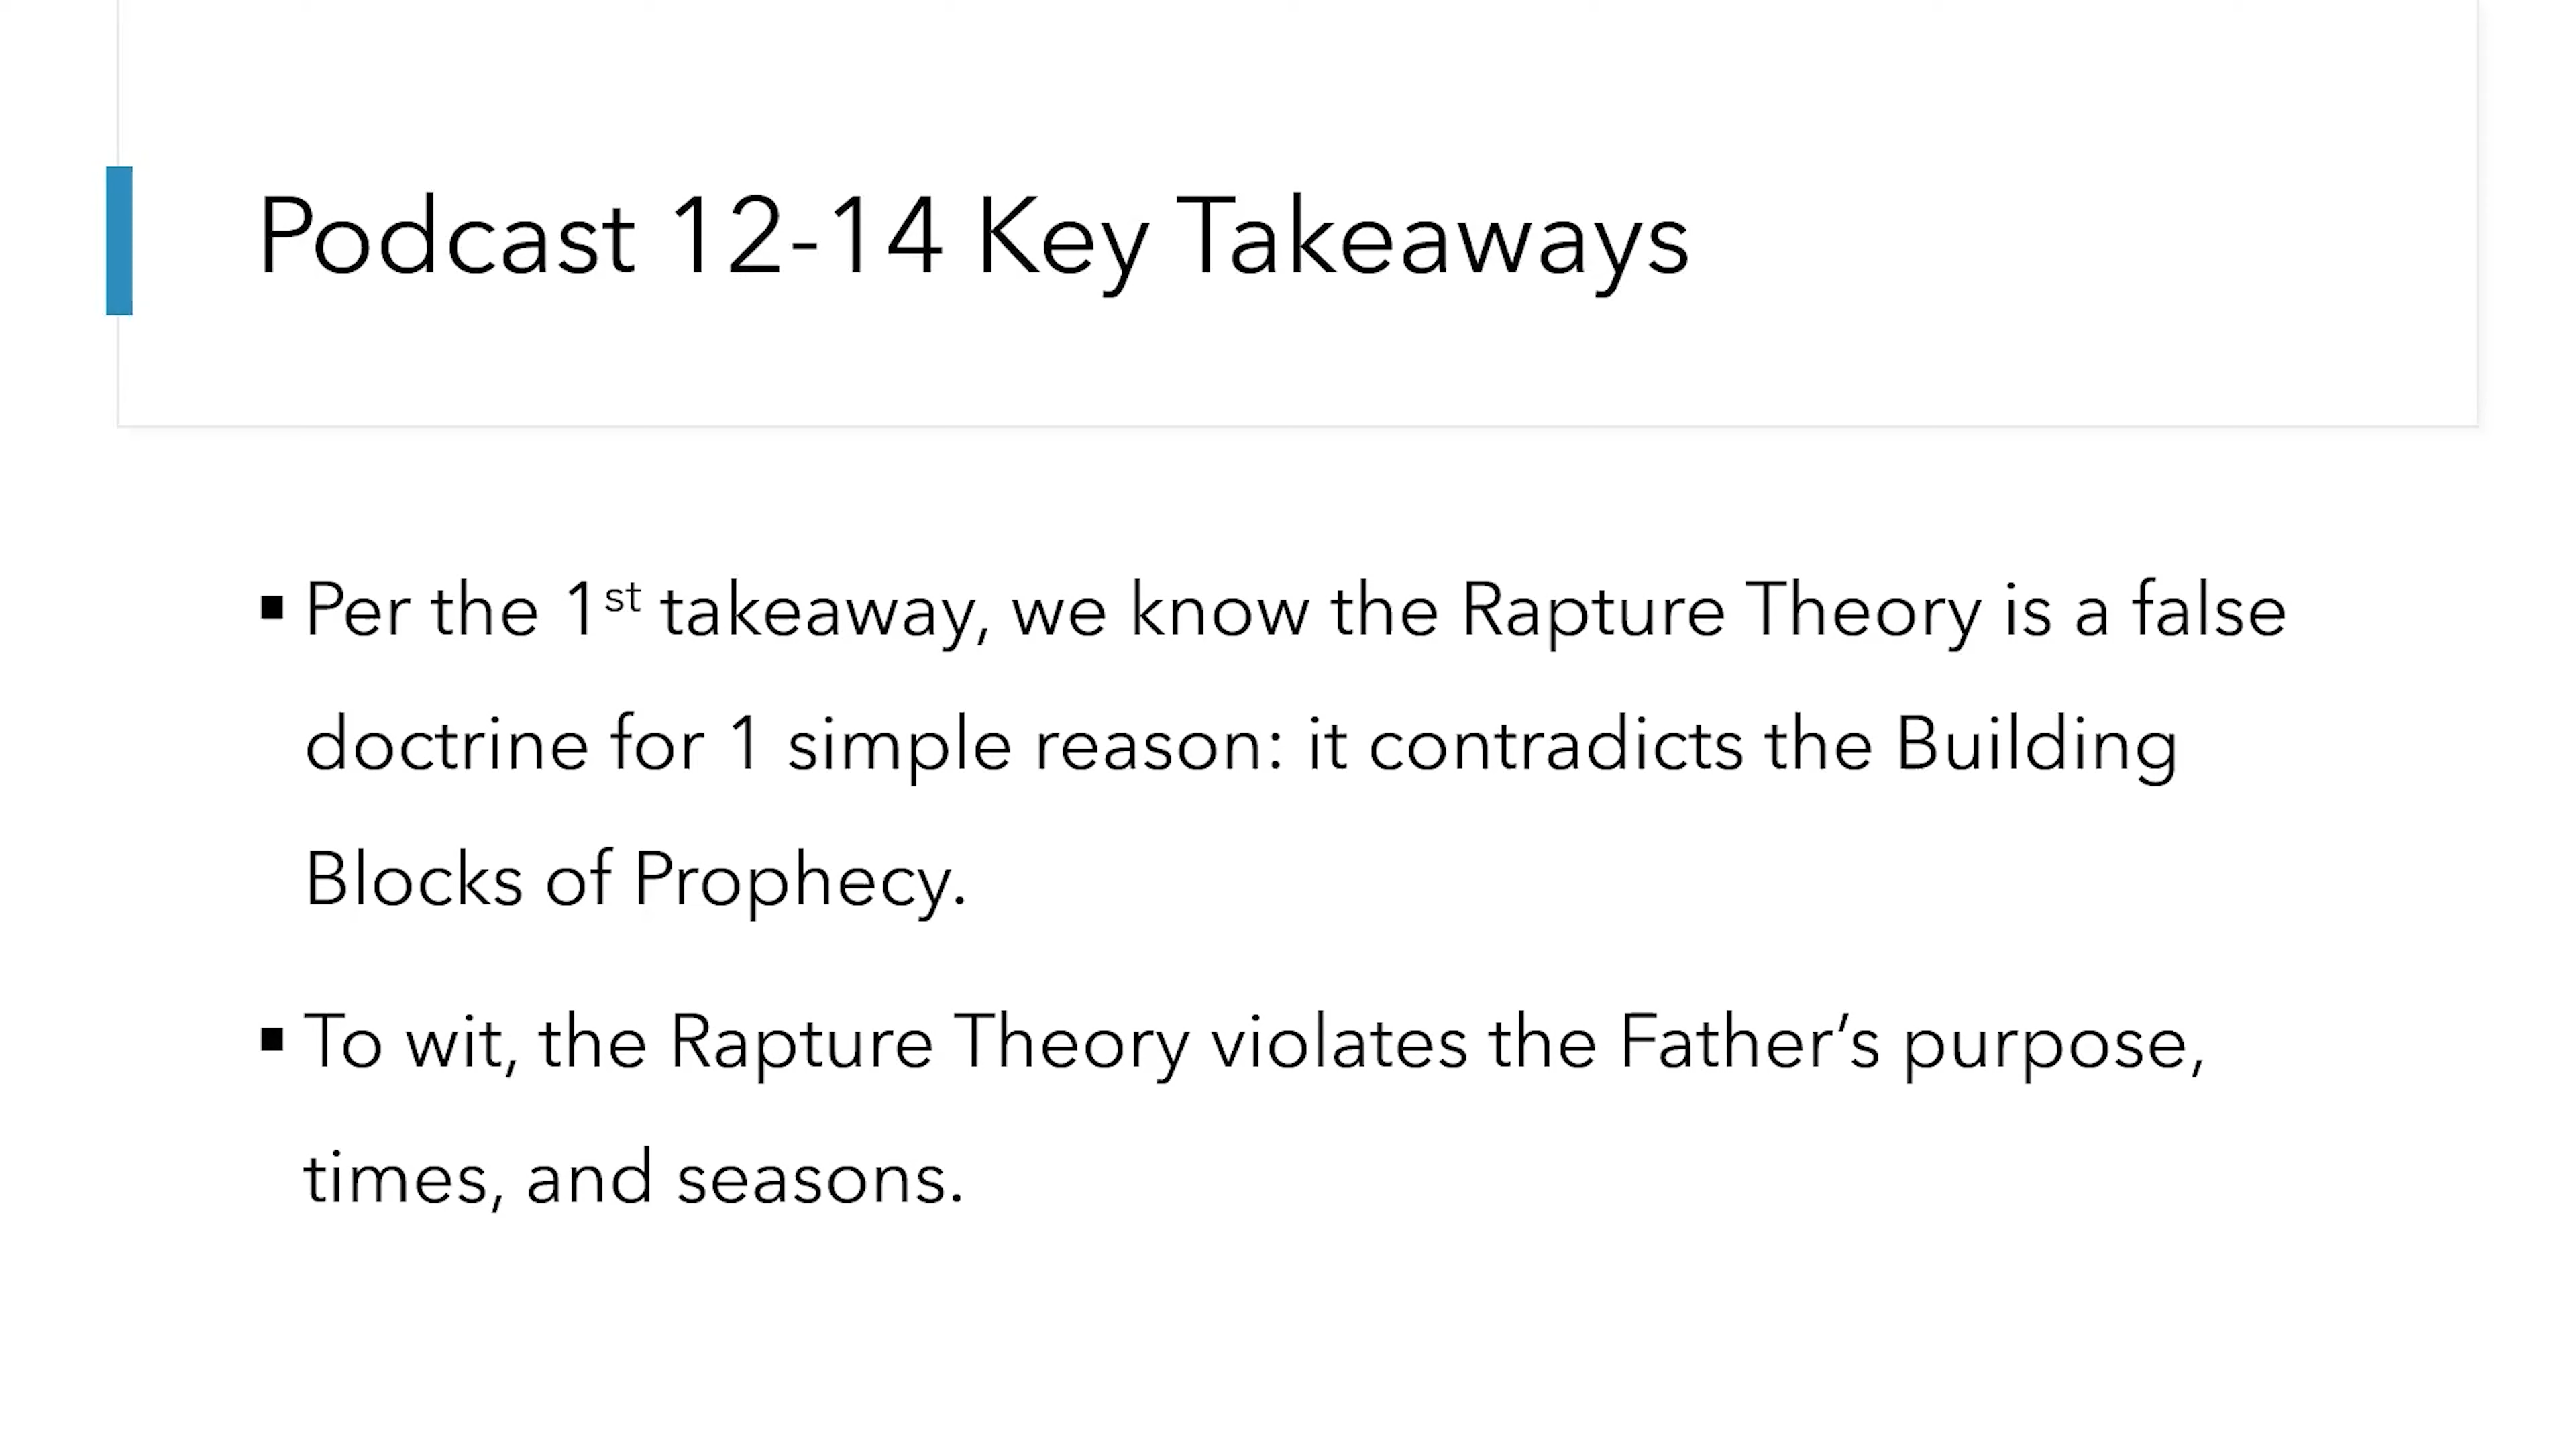 Podcast 12-14 Key Takeaways
▪ Per the 1st takeaway, we know the Rapture Theory is a false
doctrine for 1 simple reason: it contradicts the Building
Blocks of Prophecy.
▪ To wit, the Rapture Theory violates the Father’s purpose,
times, and seasons.